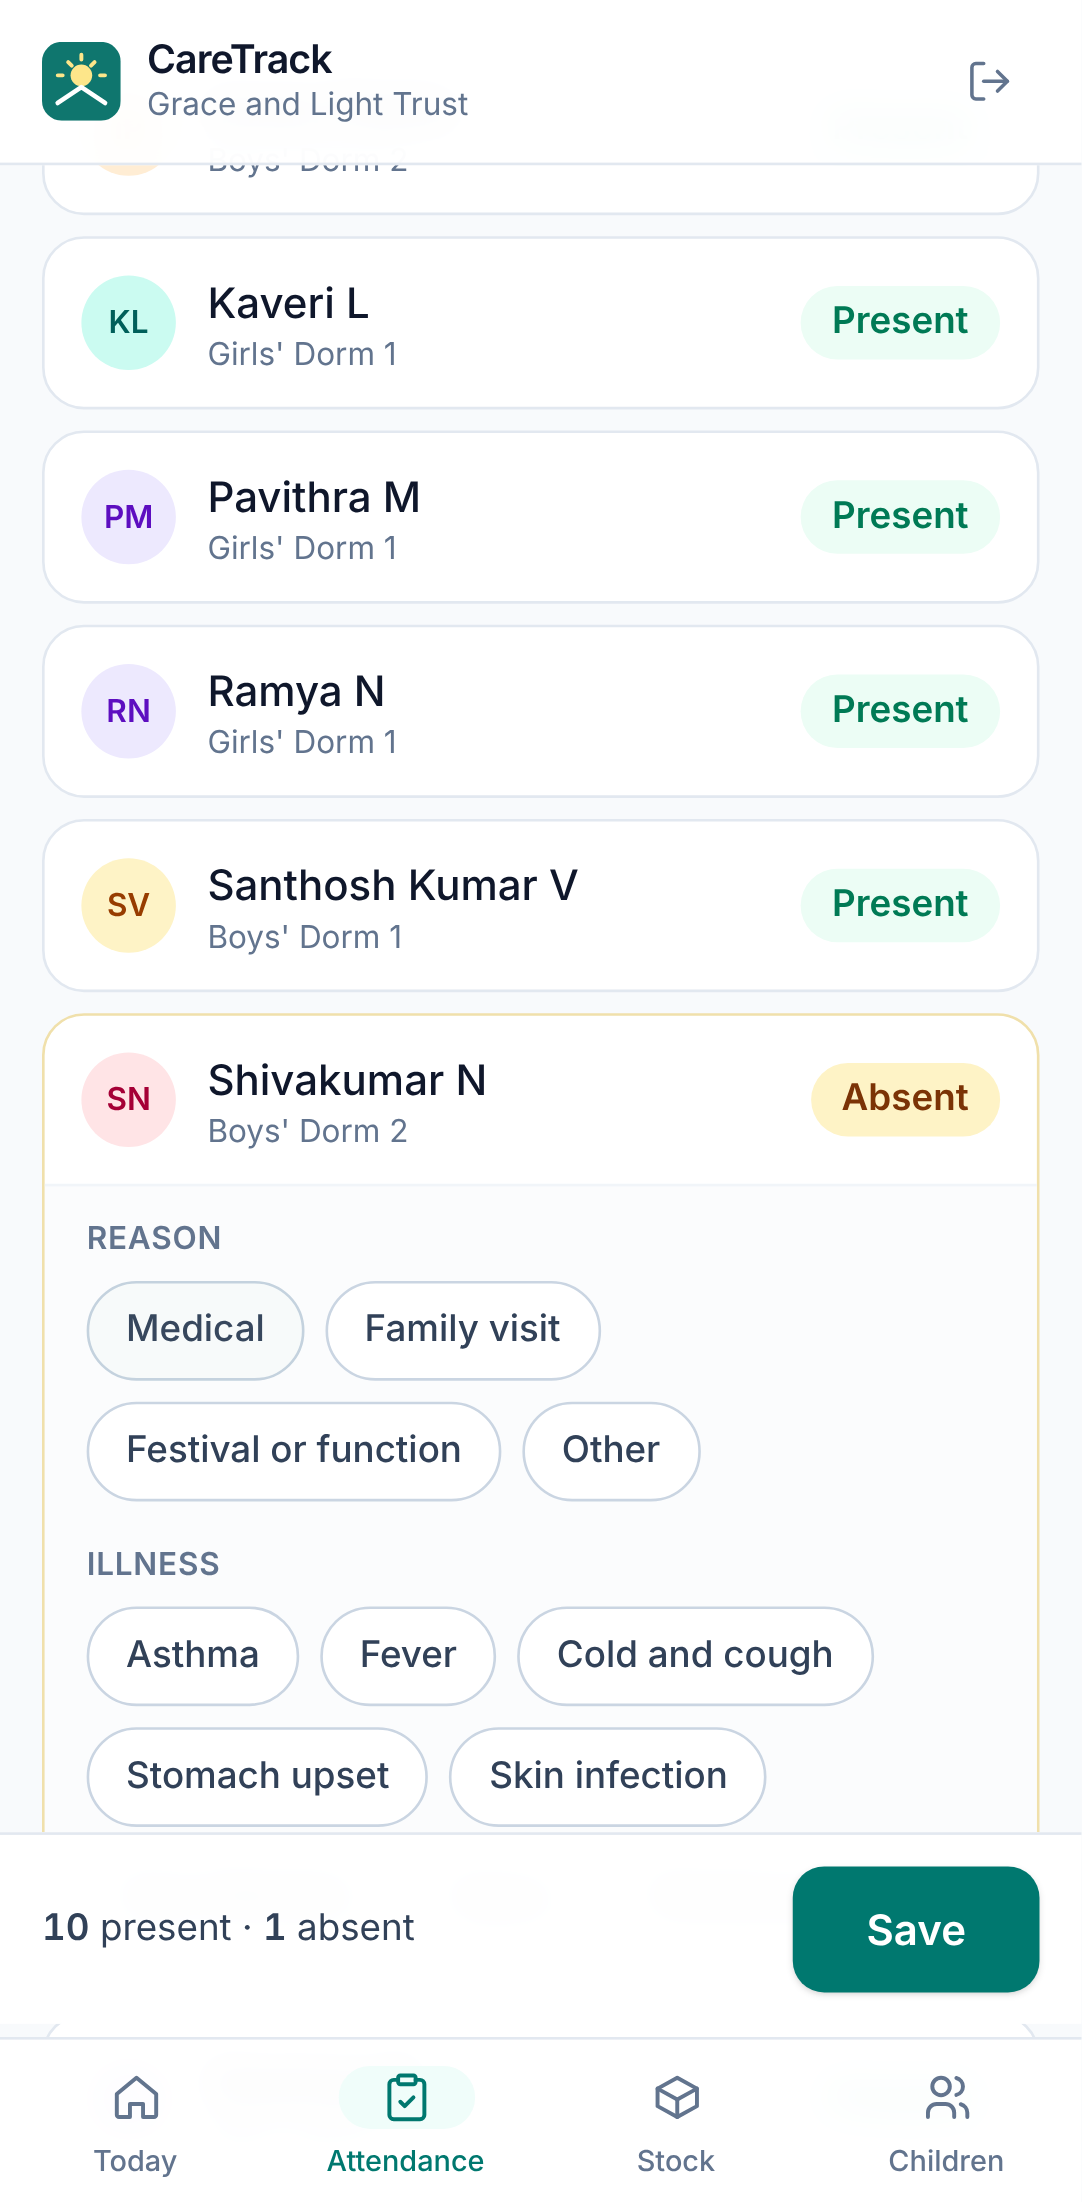 CareTrack
Grace and Light Trust
Boys' Dorm 2
KL
Kaveri L
Girls' Dorm 1
Present
PM
Pavithra M
Girls' Dorm 1
Present
RN
Ramya N
Girls' Dorm 1
Present
SV
Santhosh Kumar V
Boys' Dorm 1
Present
SN
Shivakumar N
Boys' Dorm 2
Absent
REASON
Medical
Family visit
Festival or function
Other
ILLNESS
Asthma
Fever
Cold and cough
Stomach upset
Skin infection
10 present · 1 absent
Save
Today
Attendance
Stock
Children